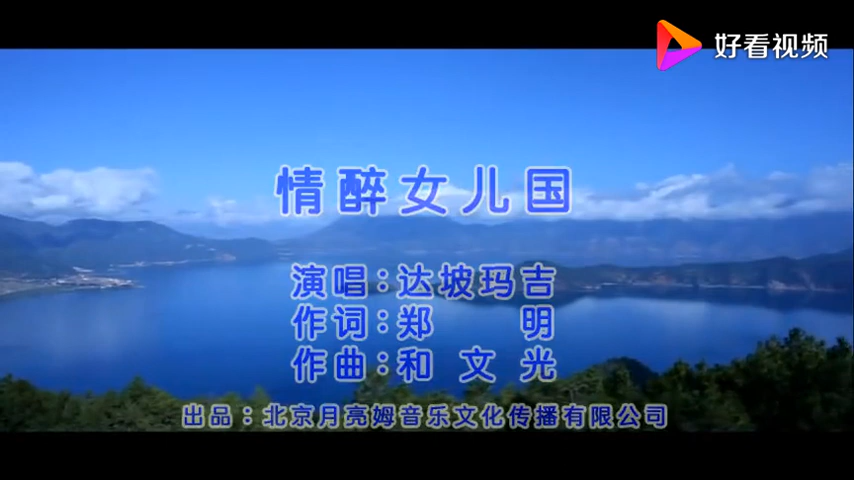 好看视频
情醉女儿国
演唱:达坡玛吉
作词:郑 明
作曲:和 文 光
出品:北京月亮姆音乐文化传播有限公司